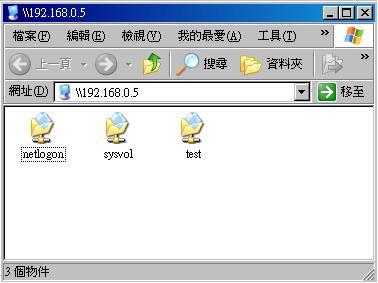 \\192.168.0.5
檔案(F) 編輯(E) 檢視(V) 我的最愛(A) 工具(T) »
上一頁 搜尋 資料夾 »
網址(D) \\192.168.0.5 移至
netlogon sysvol test
3 個物件